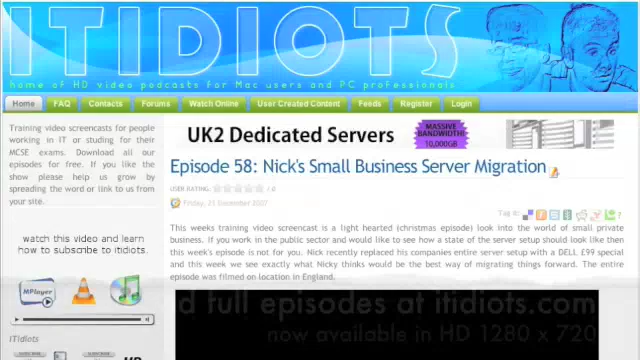 ITIDIOTS
home of HD video podcasts for Mac users and PC professionals
Home FAQ Contacts Forums Watch Online User Created Content Feeds Register Login
Training video screencasts for people
working in IT or studing for their
MCSE exams. Download all our
episodes for free. If you like the
show please help us grow by
spreading the word or link to us from
your site.
watch this video and learn
how to subscribe to itidiots.
MPlayer
ITIdiots
UK2 Dedicated Servers
MASSIVE
BANDWIDTH
10,000GB
Episode 58: Nick's Small Business Server Migration
USER RATING: / 4
Friday, 21 December 2007
Tag it:
7
This weeks training video screencast is a light hearted (christmas episode) look into the world of small private
business. If you work in the public sector and would like to see how a state of the server setup should look like then
this week's episode is not for you. Nick recently replaced his companies entire server setup with a DELL £99 special
and this week we see exactly what Nicky thinks would be the best way of migrating things forward. The entire
episode was filmed on location in England.
d full episodes at itidiots.com
now available in HD 1280 x 720